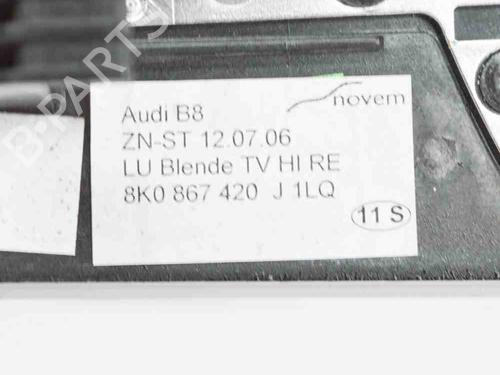 B-PARTS
novem
Audi B8
ZN-ST 12.07.06
LU Blende TV HI RE
8K0 867 420 J 1LQ
11 S